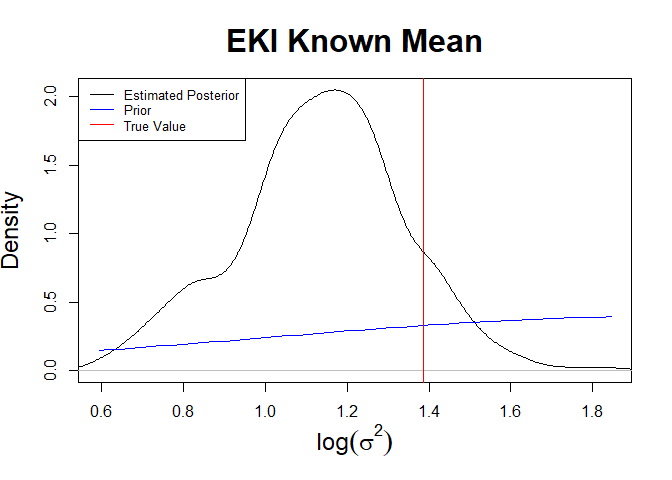 EKI Known Mean
Estimated Posterior
Prior
True Value
Density
0.0 0.5 1.0 1.5 2.0
0.6 0.8 1.0 1.2 1.4 1.6 1.8
log(σ²)